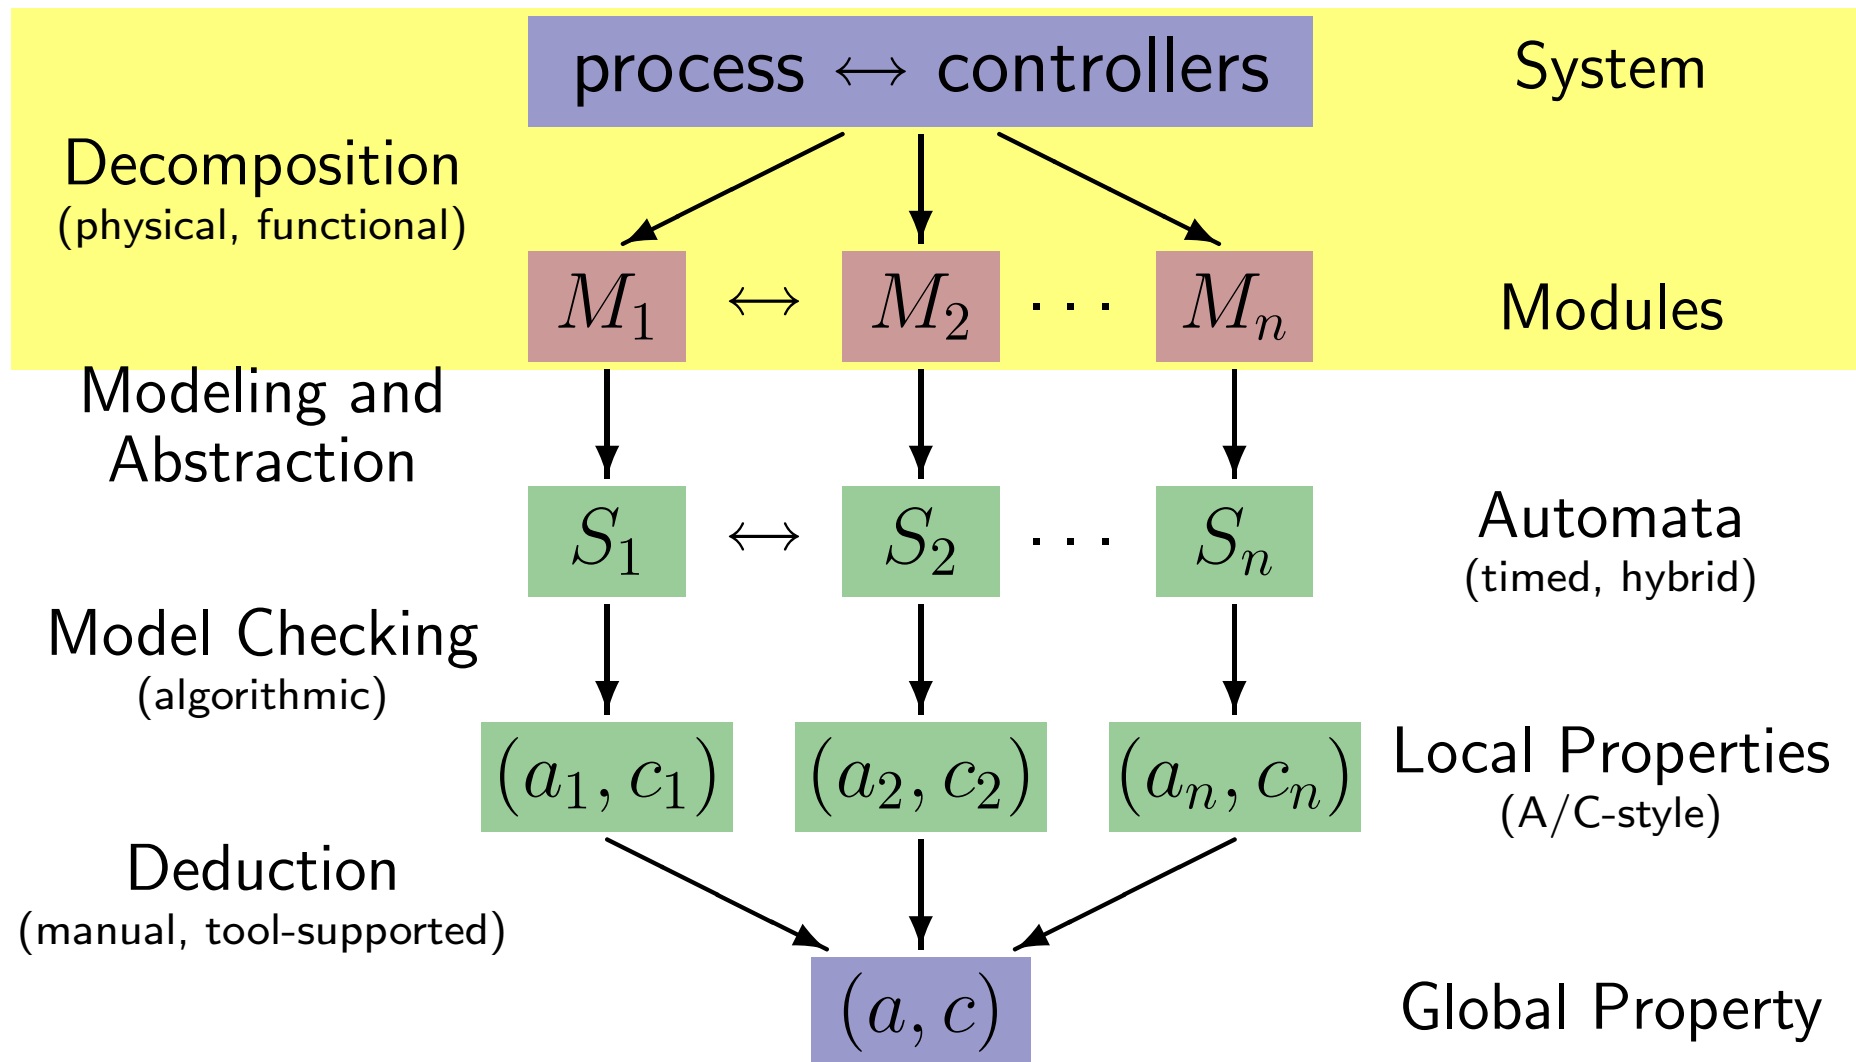 process ↔ controllers
System
Decomposition
(physical, functional)
M₁ ↔ M₂ · · · Mₙ
Modules
Modeling and
Abstraction
S₁ ↔ S₂ · · · Sₙ
Automata
(timed, hybrid)
Model Checking
(algorithmic)
(a₁, c₁) (a₂, c₂) (aₙ, cₙ)
Local Properties
(A/C-style)
Deduction
(manual, tool-supported)
(a, c)
Global Property